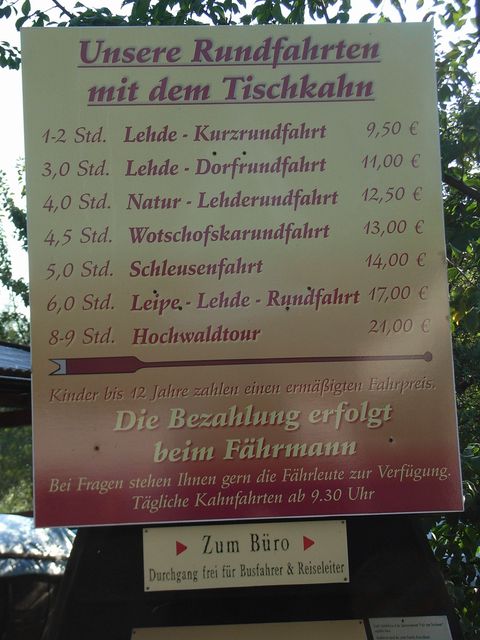 Unsere Rundfahrten
mit dem Tischkahn
1-2 Std. Lehde - Kurzrundfahrt 9,50 €
3,0 Std. Lehde - Dorfrundfahrt 11,00 €
4,0 Std. Natur - Lehderundfahrt 12,50 €
4,5 Std. Wotschofskarundfahrt 13,00 €
5,0 Std. Schleusenfahrt 14,00 €
6,0 Std. Leipe - Lehde - Rundfahrt 17,00 €
8-9 Std. Hochwaldtour 21,00 €
Kinder bis 12 Jahre zahlen einen ermäßigten Fahrpreis.
Die Bezahlung erfolgt
beim Fährmann
Bei Fragen stehen Ihnen gern die Fährleute zur Verfügung.
Tägliche Kahnfahrten ab 9.30 Uhr
Zum Büro
Durchgang frei für Busfahrer & Reiseleiter